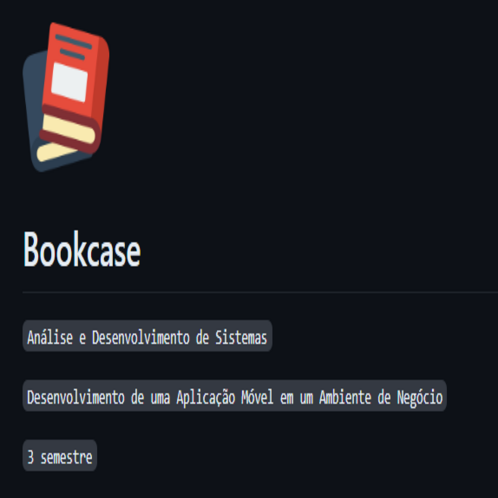 Bookcase
Análise e Desenvolvimento de Sistemas
Desenvolvimento de uma Aplicação Móvel em um Ambiente de Negócio
3 semestre